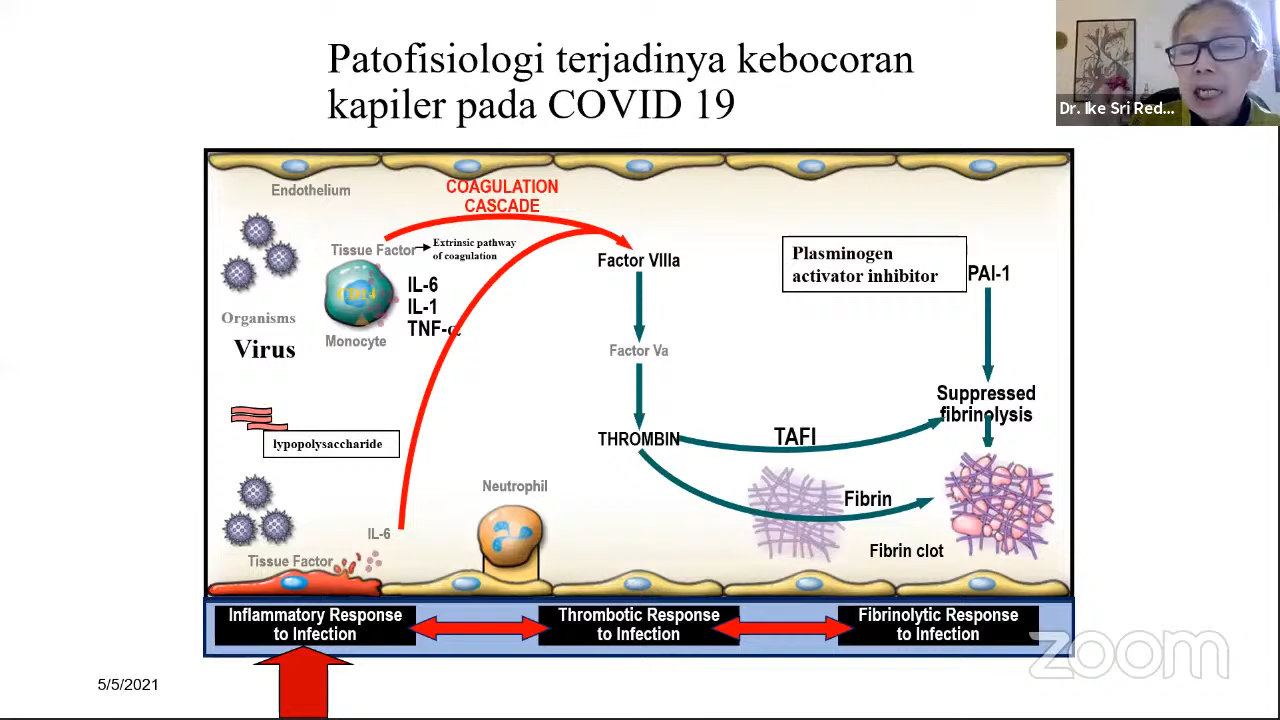 Patofisiologi terjadinya kebocoran
kapiler pada COVID 19
Dr. Ike Sri Red...
Endothelium
COAGULATION
CASCADE
Tissue Factor
Extrinsic pathway
of coagulation
CD14
IL-6
IL-1
TNF-α
Monocyte
Organisms
Virus
Factor VIIIa
Factor Va
THROMBIN
Plasminogen
activator inhibitor
PAI-1
Suppressed
fibrinolysis
TAFI
lypopolysaccharide
Neutrophil
Fibrin
Fibrin clot
IL-6
Tissue Factor
Inflammatory Response
to Infection
Thrombotic Response
to Infection
Fibrinolytic Response
to Infection
zoom
5/5/2021